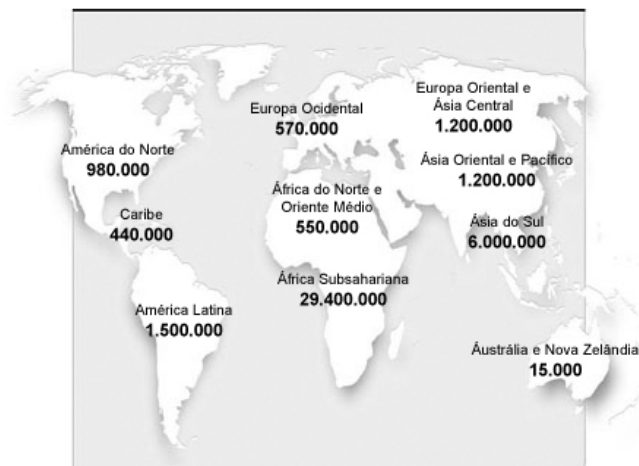 Europa Oriental e
Ásia Central
1.200.000
Europa Ocidental
570.000
América do Norte
980.000
Ásia Oriental e Pacífico
1.200.000
África do Norte e
Oriente Médio
550.000
Caribe
440.000
Ásia do Sul
6.000.000
África Subsahariana
29.400.000
América Latina
1.500.000
Áustrália e Nova Zelândia
15.000